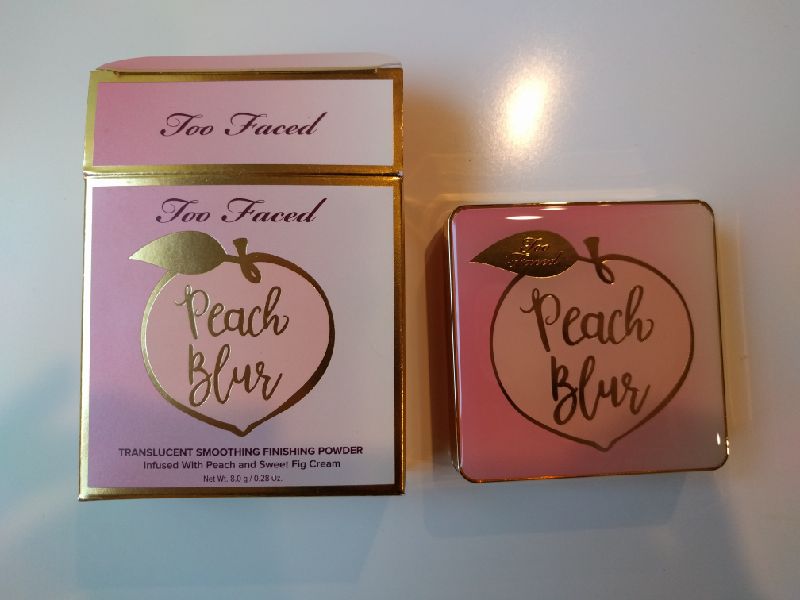 Too Faced
Too Faced
Peach
Blur
TRANSLUCENT SMOOTHING FINISHING POWDER
Infused With Peach and Sweet Fig Cream
Net Wt. 8.0 g / 0.28 Oz.
Too
Faced
Peach
Blur